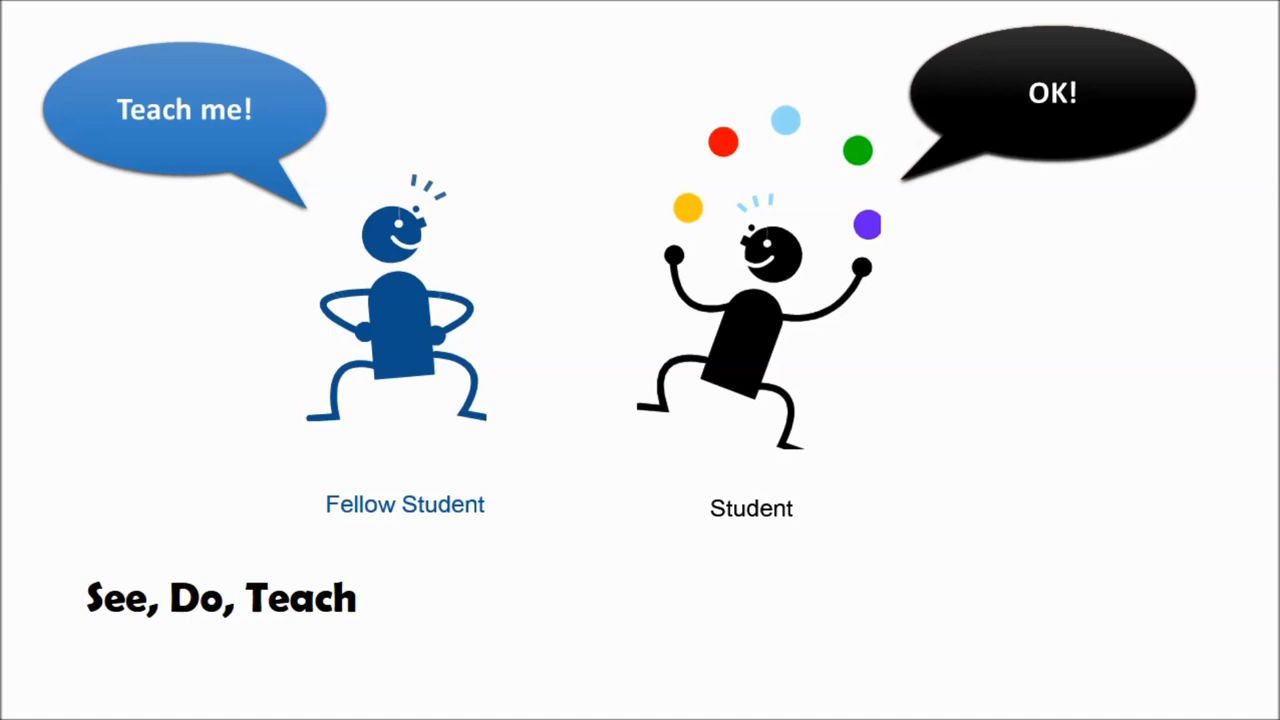 Teach me!
OK!
Fellow Student
Student
See, Do, Teach